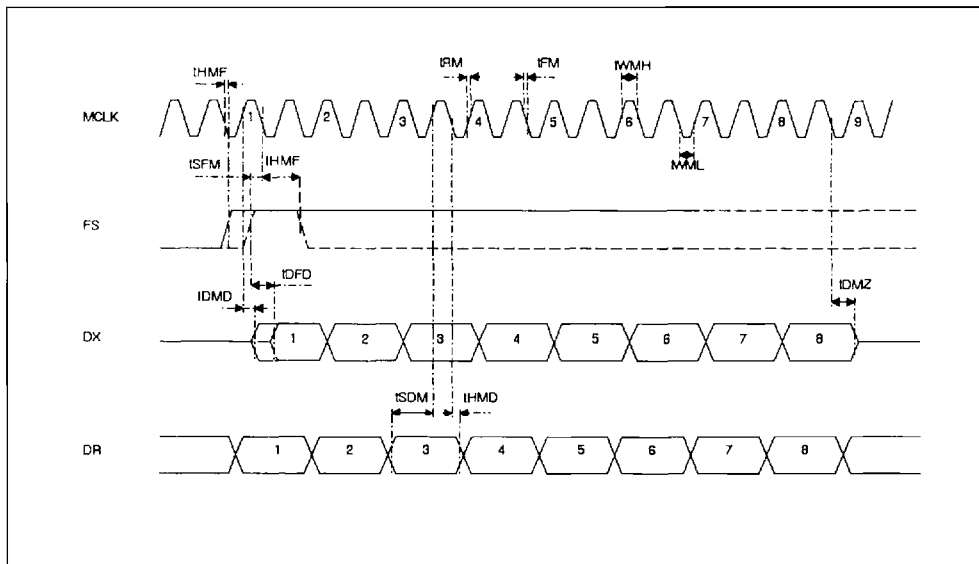 tRM tFM tWMH
tHMF
MCLK 1 2 3 4 5 6 7 8 9
tSFM tHMF tWML
FS
tDFD
tDMD tDMZ
DX 1 2 3 4 5 6 7 8
tSDM tHMD
DR 1 2 3 4 5 6 7 8